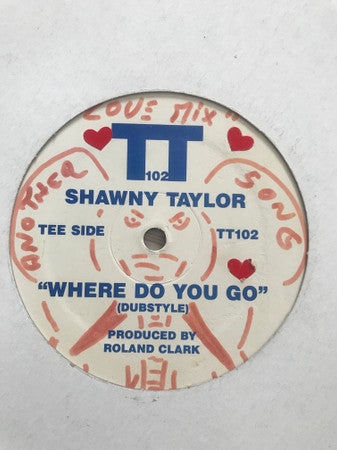 LOVE MiX"
TT
102
ANOTHER
SONG
SHAWNY TAYLOR
TEE SIDE
TT102
"WHERE DO YOU GO"
(DUBSTYLE)
PRODUCED BY
ROLAND CLARK